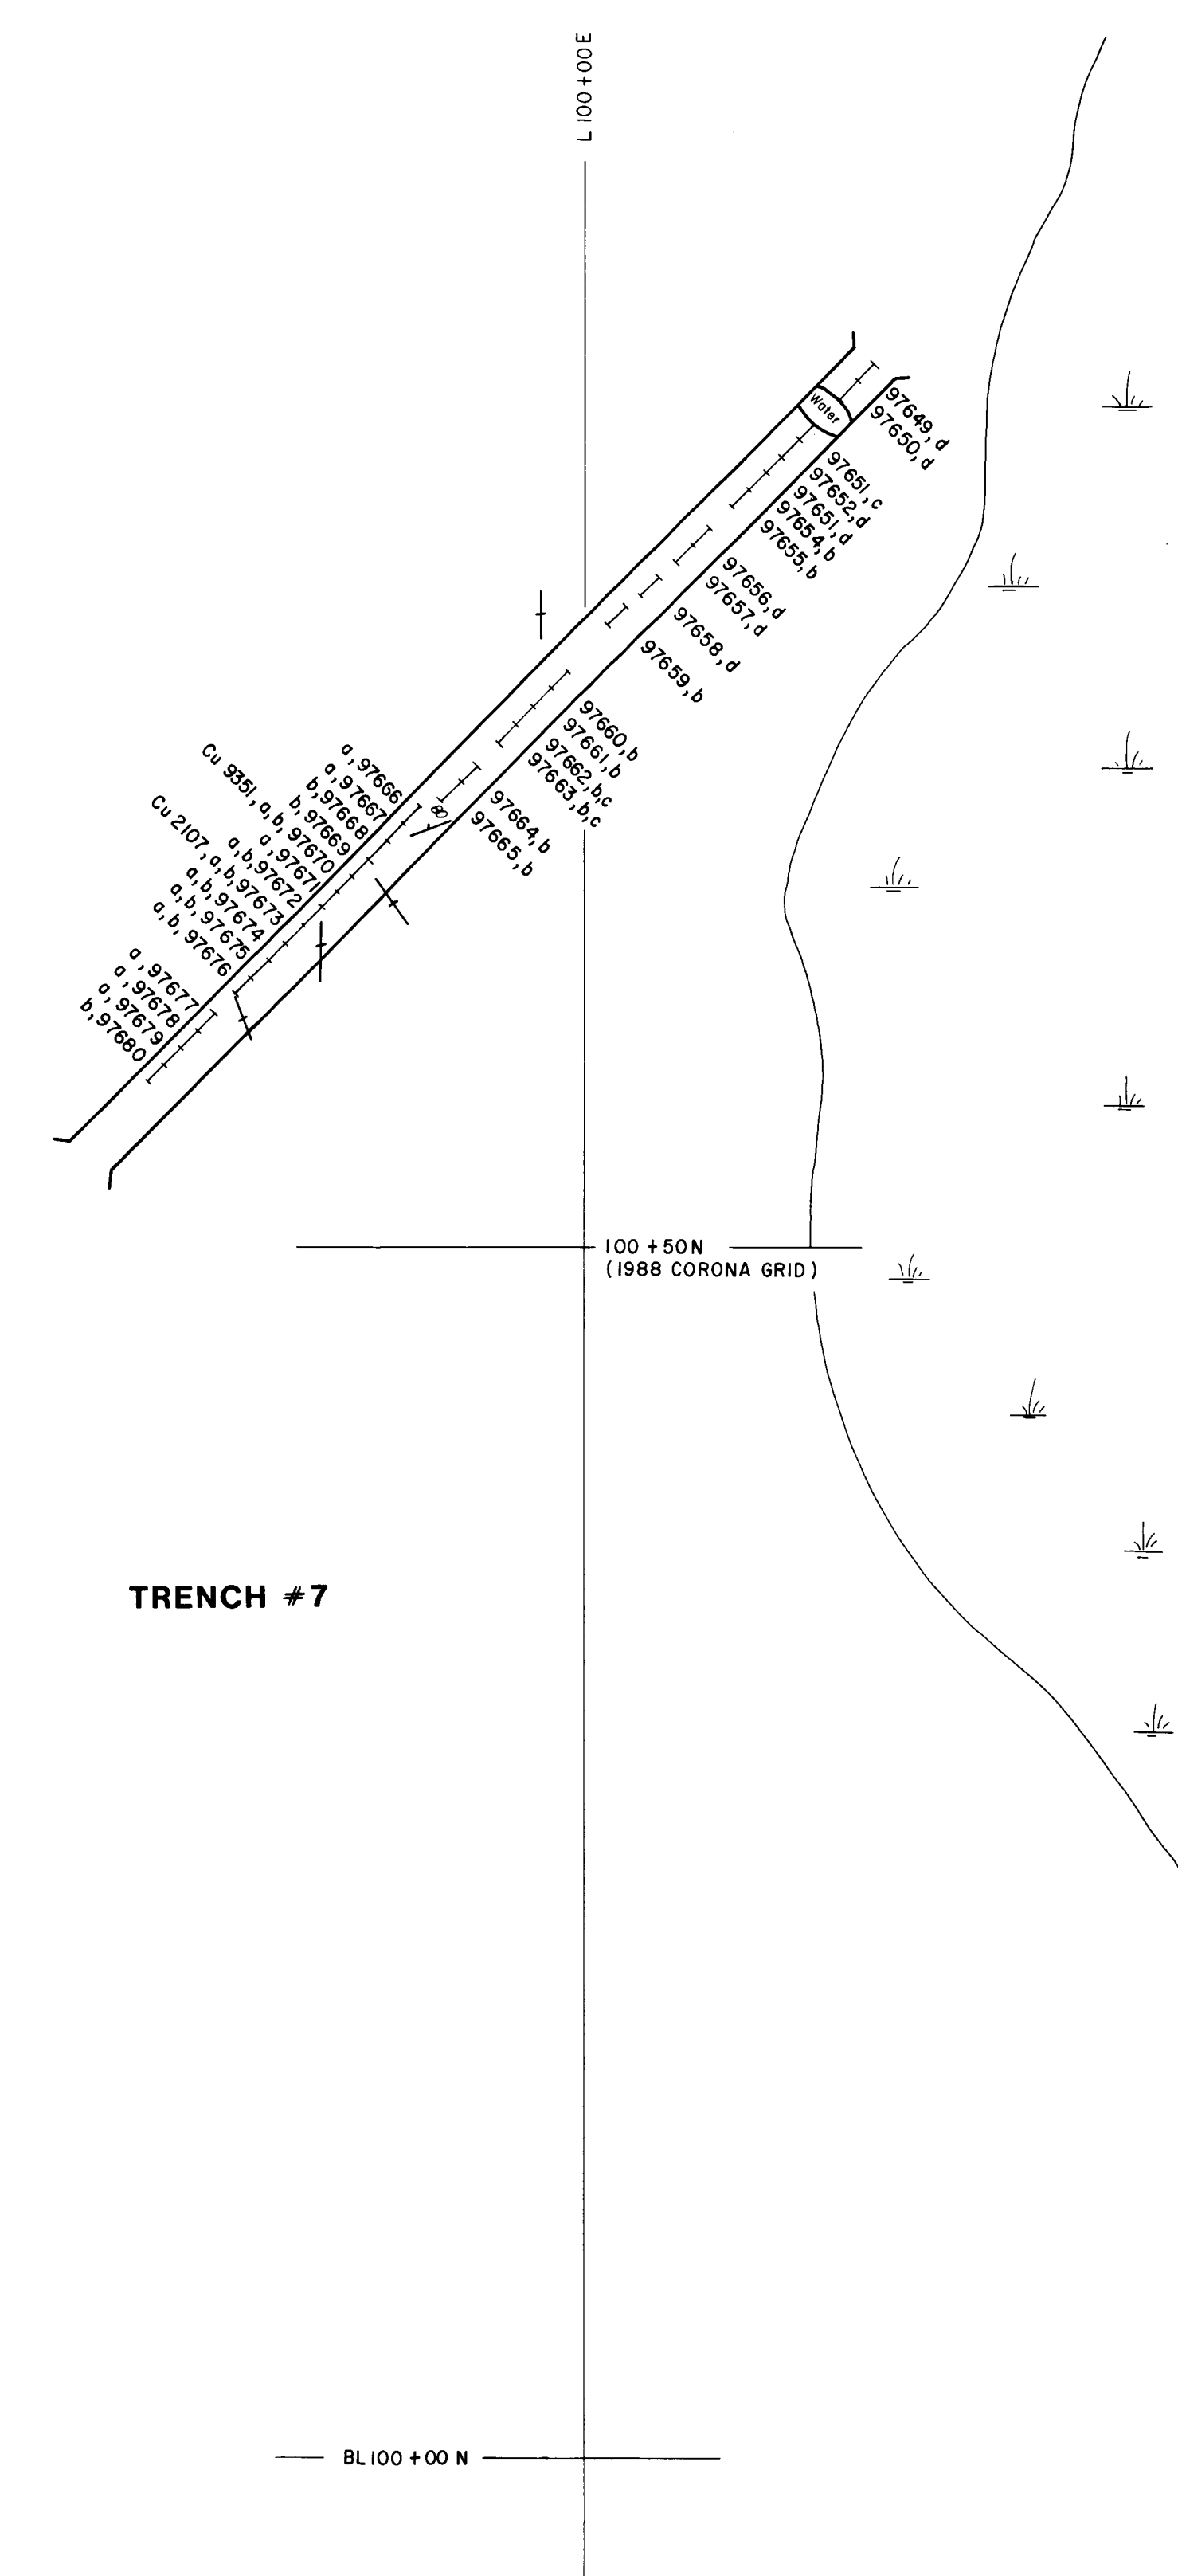 L 100+00E
Water
97649, d
97650, d
97651, c
97652, d
97651, d
97654, b
97655, b
97656, d
97657, d
97658, d
97659, b
97660, b
97661, b
97662, b, c
97663, b, c
97664, b
97665, b
80
a, 97666
a, 97667
b, 97668
b, 97669
Cu 9351, a, b, 97670
a, 97671
a, b, 97672
Cu 2107, a, b, 97673
a, b, 97674
a, b, 97675
a, b, 97676
a, 97677
a, 97678
a, 97679
b, 97680
100+50N
(1988 CORONA GRID)
TRENCH #7
BL100+00 N